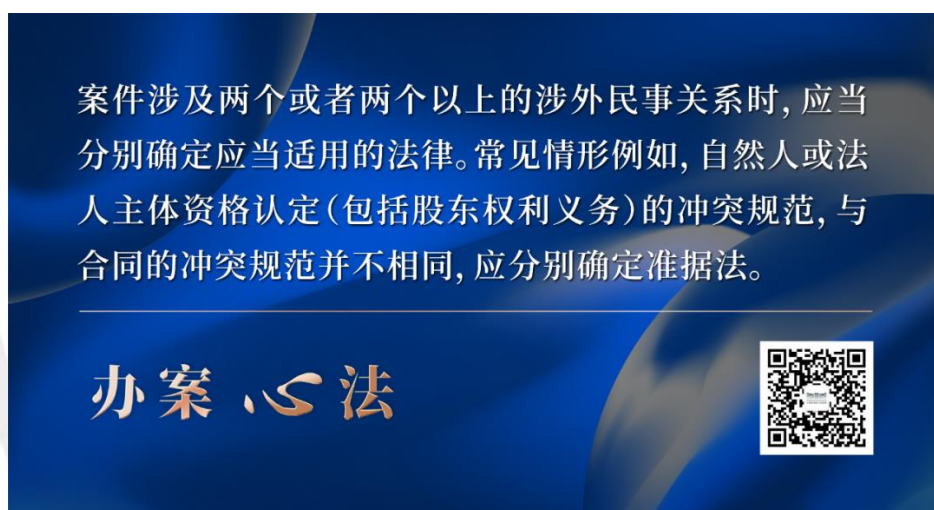 案件涉及两个或者两个以上的涉外民事关系时,应当
分别确定应当适用的法律。常见情形例如,自然人或法
人主体资格认定(包括股东权利义务)的冲突规范,与
合同的冲突规范并不相同,应分别确定准据法。
办案心法